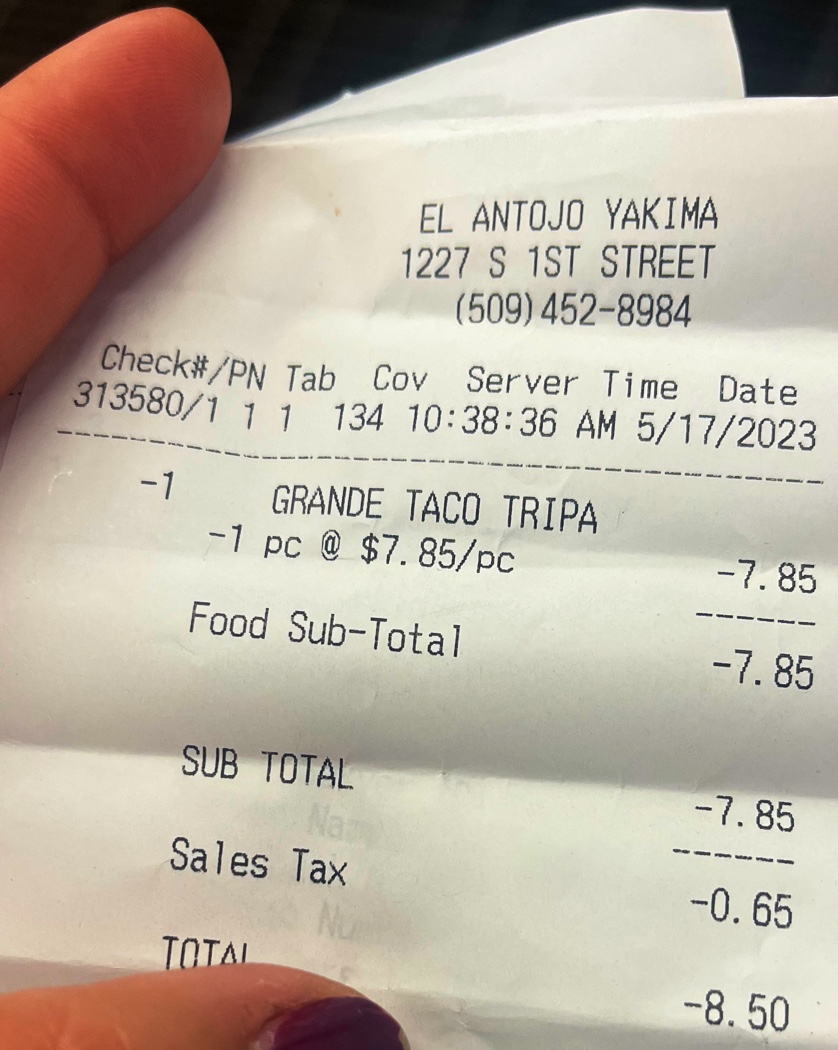 EL ANTOJO YAKIMA
1227 S 1ST STREET
(509)452-8984
Check#/PN Tab Cov Server Time Date
313580/1 1 1 134 10:38:36 AM 5/17/2023
-1 GRANDE TACO TRIPA
-1 pc @ $7.85/pc -7.85
Food Sub-Total -7.85
SUB TOTAL -7.85
Sales Tax -0.65
TOTAL -8.50